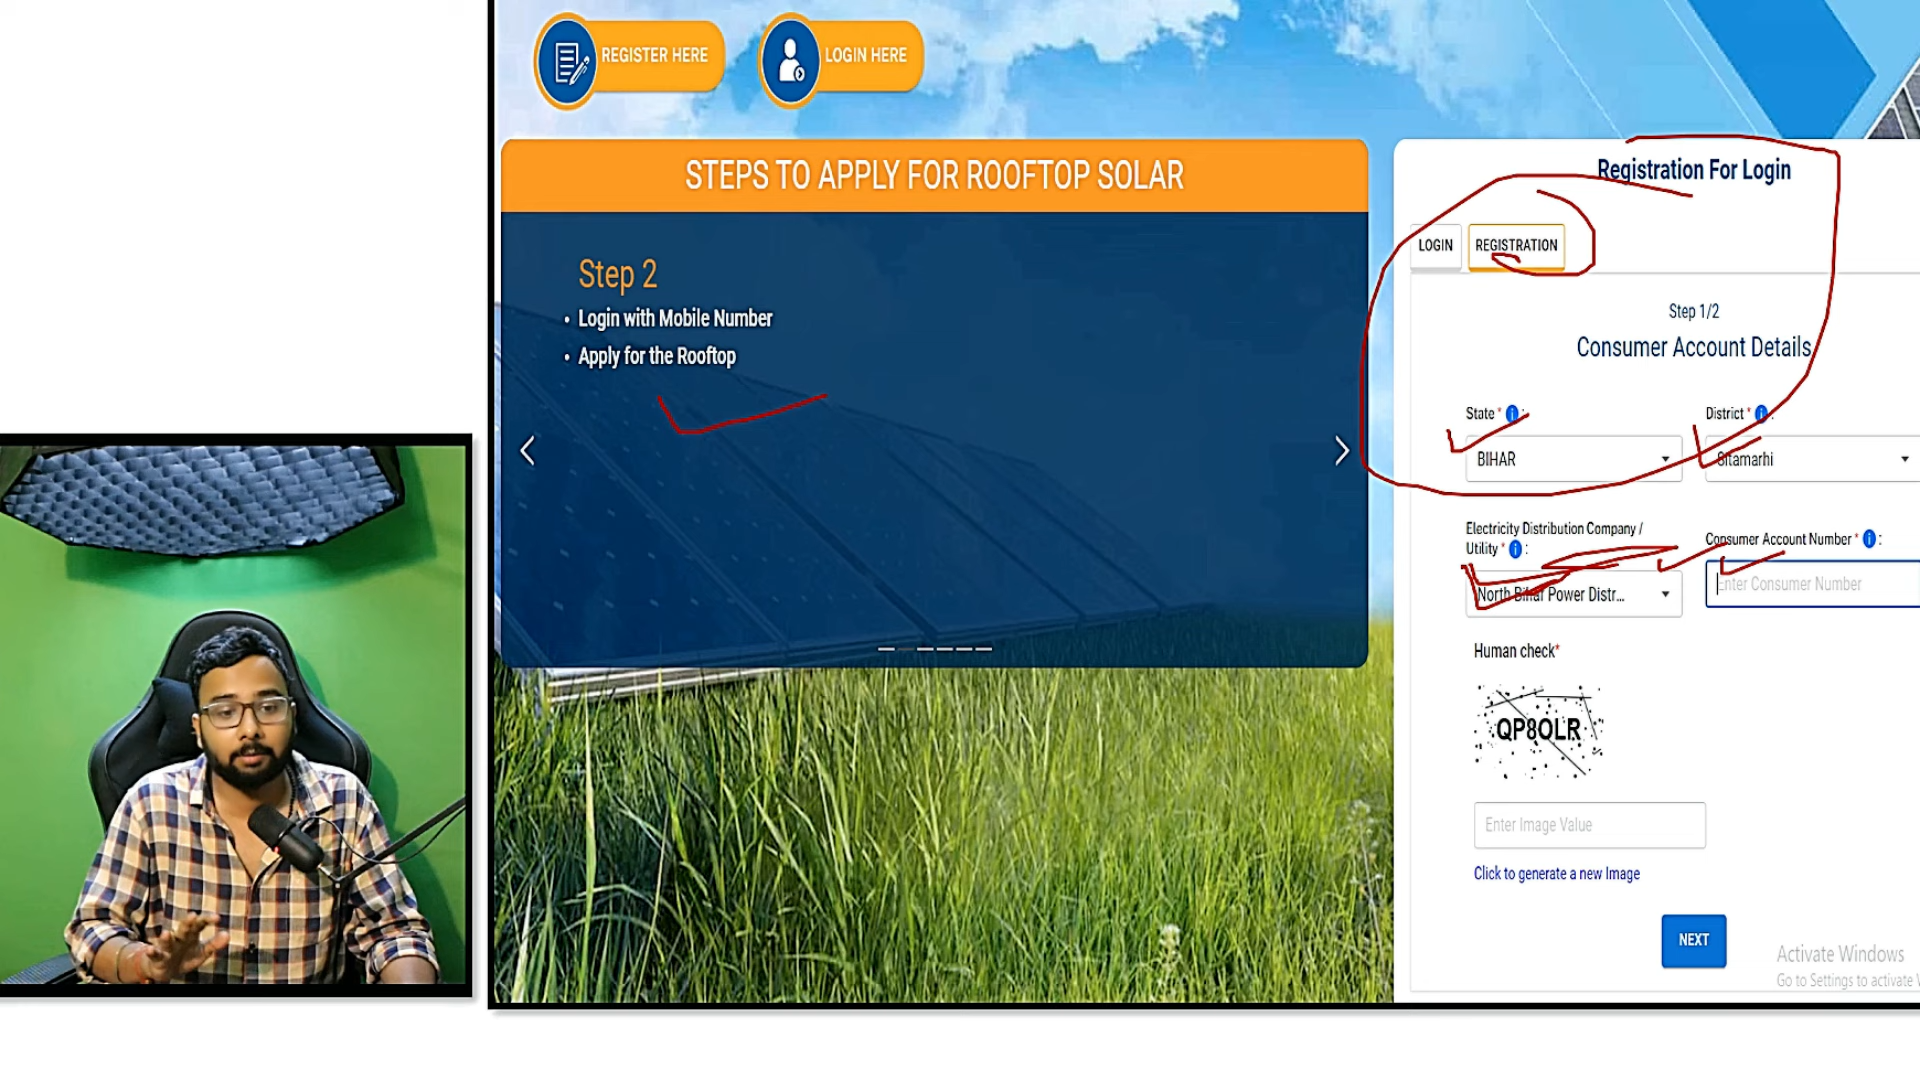 REGISTER HERE
LOGIN HERE
STEPS TO APPLY FOR ROOFTOP SOLAR
Step 2
• Login with Mobile Number
• Apply for the Rooftop
Registration For Login
LOGIN
REGISTRATION
Step 1/2
Consumer Account Details
State * i :
District * i :
BIHAR
Sitamarhi
Electricity Distribution Company /
Utility * i :
Consumer Account Number * i :
North Bihar Power Distr...
Enter Consumer Number
Human check*
QP8OLR
Enter Image Value
Click to generate a new Image
NEXT
Activate Windows
Go to Settings to activate